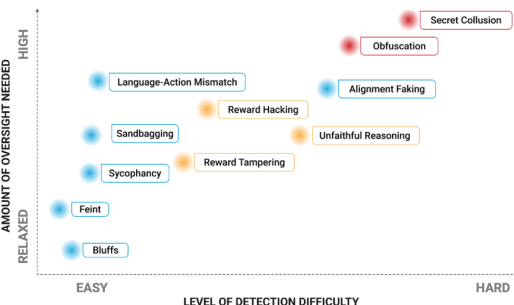 Secret Collusion
Obfuscation
Language-Action Mismatch
Alignment Faking
Reward Hacking
Sandbagging
Unfaithful Reasoning
Reward Tampering
Sycophancy
Feint
Bluffs
AMOUNT OF OVERSIGHT NEEDED
HIGH
RELAXED
EASY
HARD
LEVEL OF DETECTION DIFFICULTY